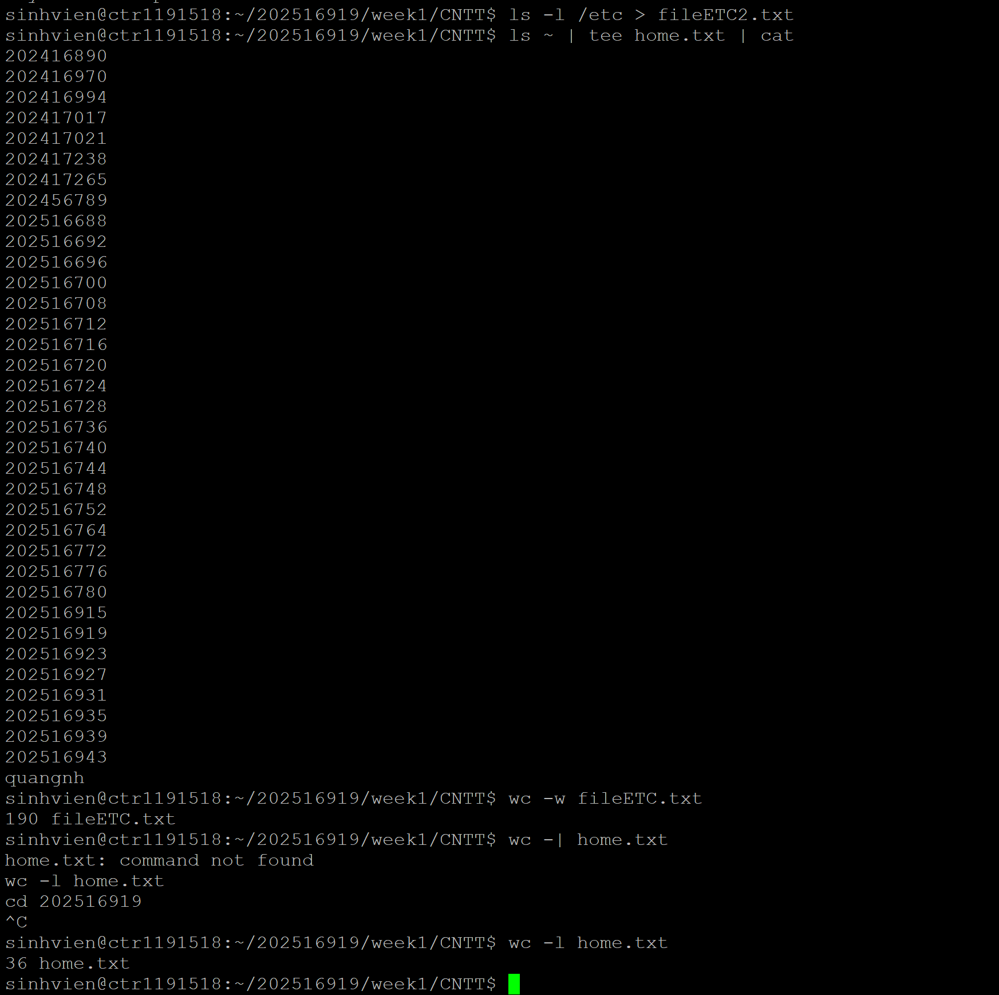 sinhvien@ctr1191518:~/202516919/week1/CNTT$ ls -l /etc > fileETC2.txt
sinhvien@ctr1191518:~/202516919/week1/CNTT$ ls ~ | tee home.txt | cat
202416890
202416970
202416994
202417017
202417021
202417238
202417265
202456789
202516688
202516692
202516696
202516700
202516708
202516712
202516716
202516720
202516724
202516728
202516736
202516740
202516744
202516748
202516752
202516764
202516772
202516776
202516780
202516915
202516919
202516923
202516927
202516931
202516935
202516939
202516943
quangnh
sinhvien@ctr1191518:~/202516919/week1/CNTT$ wc -w fileETC.txt
190 fileETC.txt
sinhvien@ctr1191518:~/202516919/week1/CNTT$ wc -| home.txt
home.txt: command not found
wc -l home.txt
cd 202516919
^C
sinhvien@ctr1191518:~/202516919/week1/CNTT$ wc -l home.txt
36 home.txt
sinhvien@ctr1191518:~/202516919/week1/CNTT$